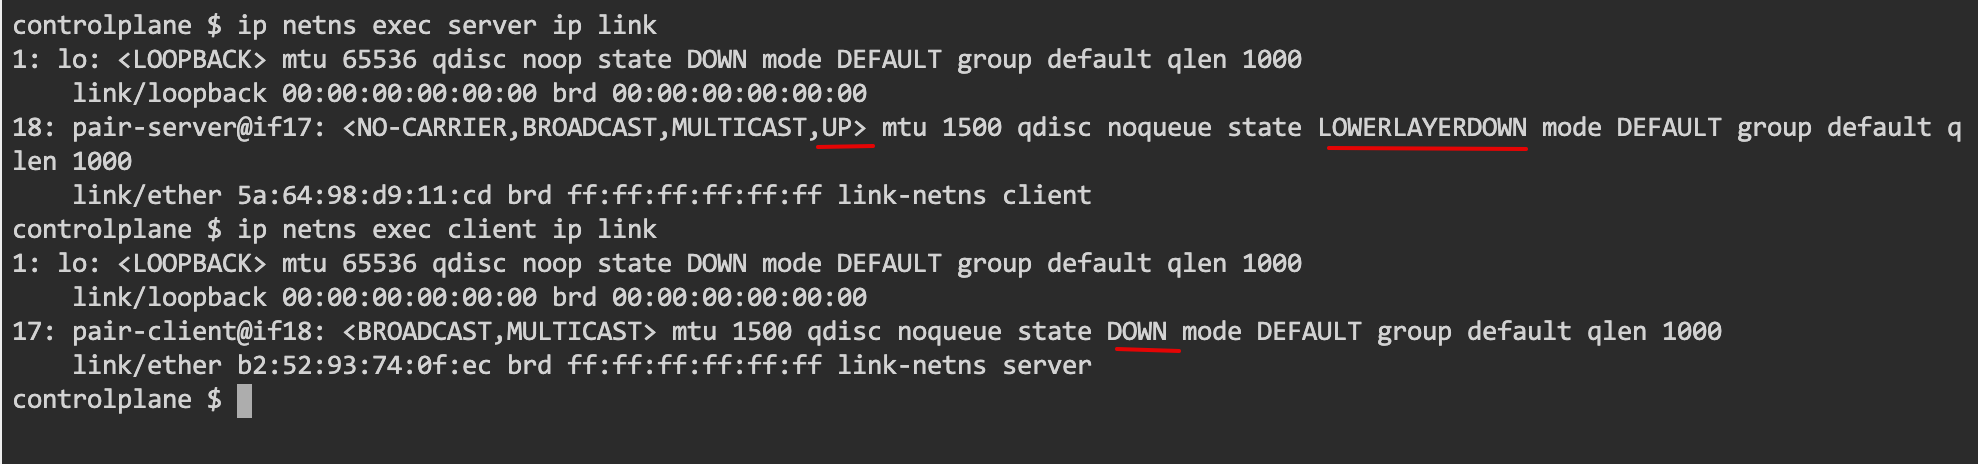 controlplane $ ip netns exec server ip link
1: lo: <LOOPBACK> mtu 65536 qdisc noop state DOWN mode DEFAULT group default qlen 1000
    link/loopback 00:00:00:00:00:00 brd 00:00:00:00:00:00
18: pair-server@if17: <NO-CARRIER,BROADCAST,MULTICAST,UP> mtu 1500 qdisc noqueue state LOWERLAYERDOWN mode DEFAULT group default q
len 1000
    link/ether 5a:64:98:d9:11:cd brd ff:ff:ff:ff:ff:ff link-netns client
controlplane $ ip netns exec client ip link
1: lo: <LOOPBACK> mtu 65536 qdisc noop state DOWN mode DEFAULT group default qlen 1000
    link/loopback 00:00:00:00:00:00 brd 00:00:00:00:00:00
17: pair-client@if18: <BROADCAST,MULTICAST> mtu 1500 qdisc noqueue state DOWN mode DEFAULT group default qlen 1000
    link/ether b2:52:93:74:0f:ec brd ff:ff:ff:ff:ff:ff link-netns server
controlplane $